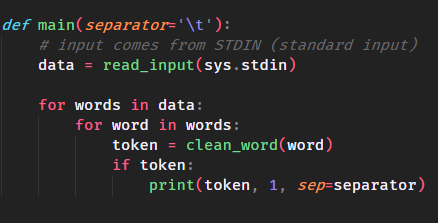 def main(separator='\t'):
    # input comes from STDIN (standard input)
    data = read_input(sys.stdin)

    for words in data:
        for word in words:
            token = clean_word(word)
            if token:
                print(token, 1, sep=separator)